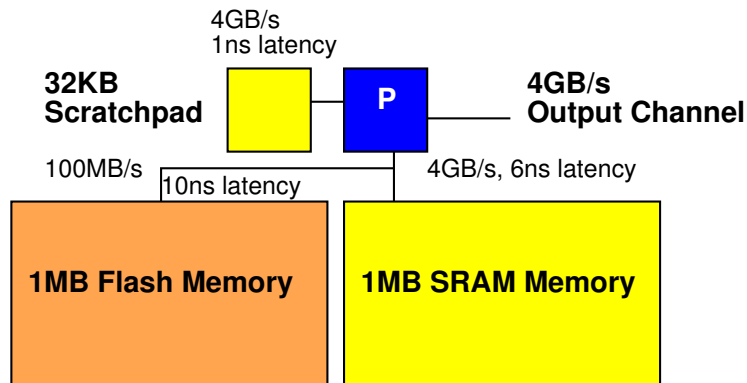 4GB/s
1ns latency
32KB
Scratchpad
P
4GB/s
Output Channel
100MB/s
10ns latency
4GB/s, 6ns latency
1MB Flash Memory
1MB SRAM Memory